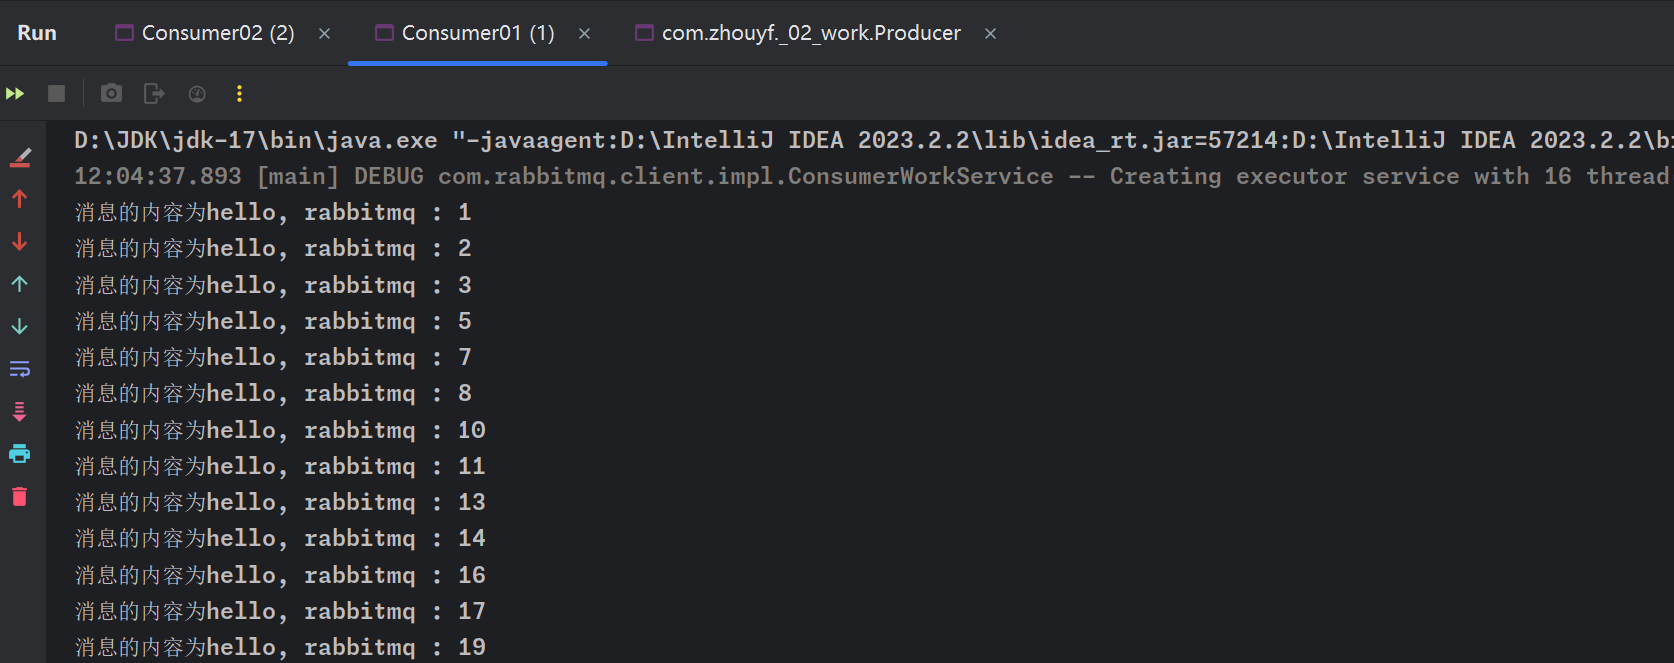 Run Consumer02 (2) Consumer01 (1) com.zhouyf._02_work.Producer
D:\JDK\jdk-17\bin\java.exe "-javaagent:D:\IntelliJ IDEA 2023.2.2\lib\idea_rt.jar=57214:D:\IntelliJ IDEA 2023.2.2\b
12:04:37.893 [main] DEBUG com.rabbitmq.client.impl.ConsumerWorkService -- Creating executor service with 16 thread
消息的内容为hello, rabbitmq : 1
消息的内容为hello, rabbitmq : 2
消息的内容为hello, rabbitmq : 3
消息的内容为hello, rabbitmq : 5
消息的内容为hello, rabbitmq : 7
消息的内容为hello, rabbitmq : 8
消息的内容为hello, rabbitmq : 10
消息的内容为hello, rabbitmq : 11
消息的内容为hello, rabbitmq : 13
消息的内容为hello, rabbitmq : 14
消息的内容为hello, rabbitmq : 16
消息的内容为hello, rabbitmq : 17
消息的内容为hello, rabbitmq : 19